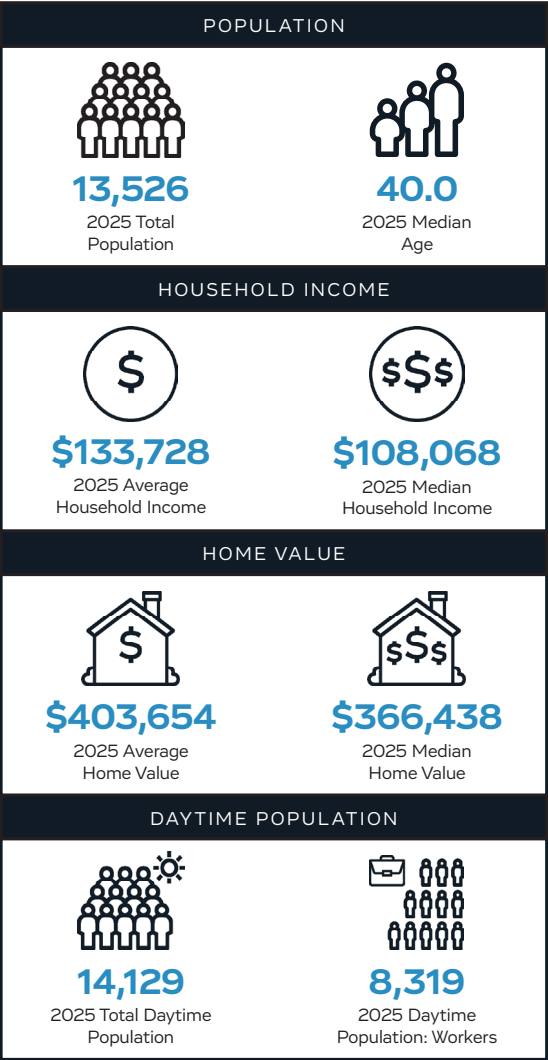 POPULATION
13,526
2025 Total
Population
40.0
2025 Median
Age
HOUSEHOLD INCOME
$
$133,728
2025 Average
Household Income
$$$
$108,068
2025 Median
Household Income
HOME VALUE
$
$403,654
2025 Average
Home Value
$$$
$366,438
2025 Median
Home Value
DAYTIME POPULATION
14,129
2025 Total Daytime
Population
8,319
2025 Daytime
Population: Workers